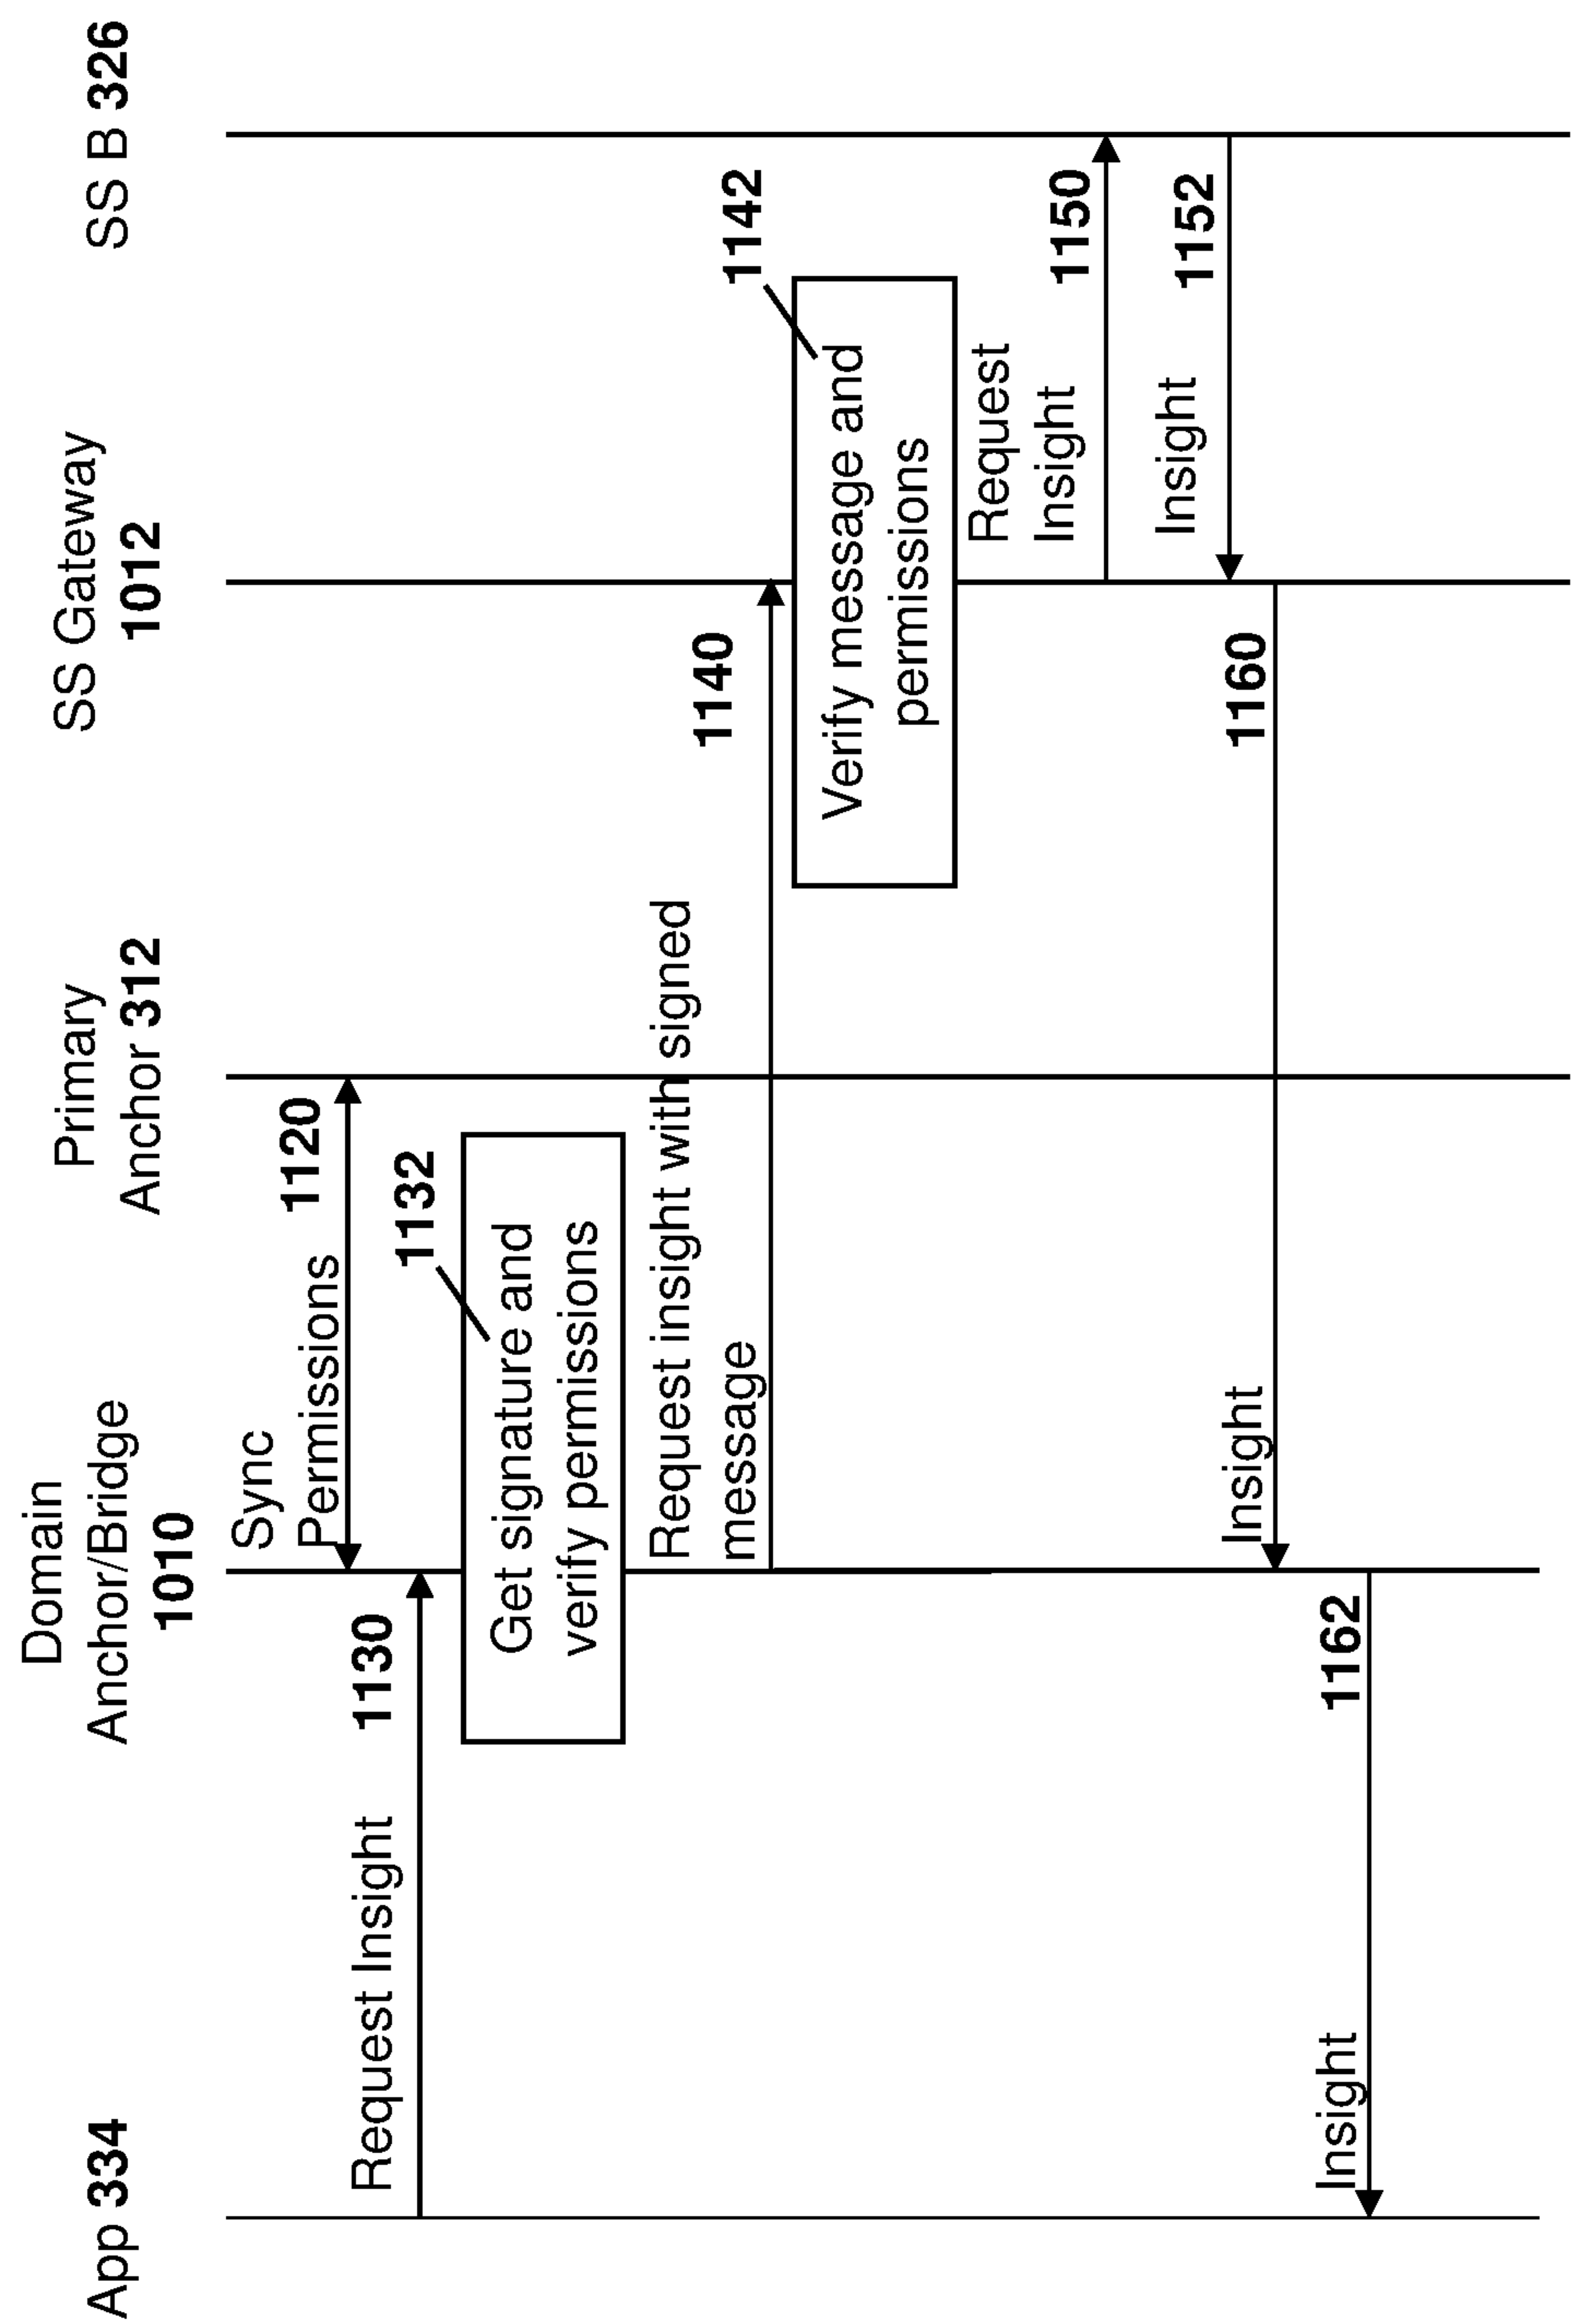 App 334
Domain
Anchor/Bridge
1010
Primary
Anchor 312
SS Gateway
1012
SS B 326
Sync
Permissions
1120
Request Insight
1130
1132
Get signature and
verify permissions
Request insight with signed
message
1140
1142
Verify message and
permissions
Request
Insight
1150
Insight
1152
Insight
1160
Insight
1162